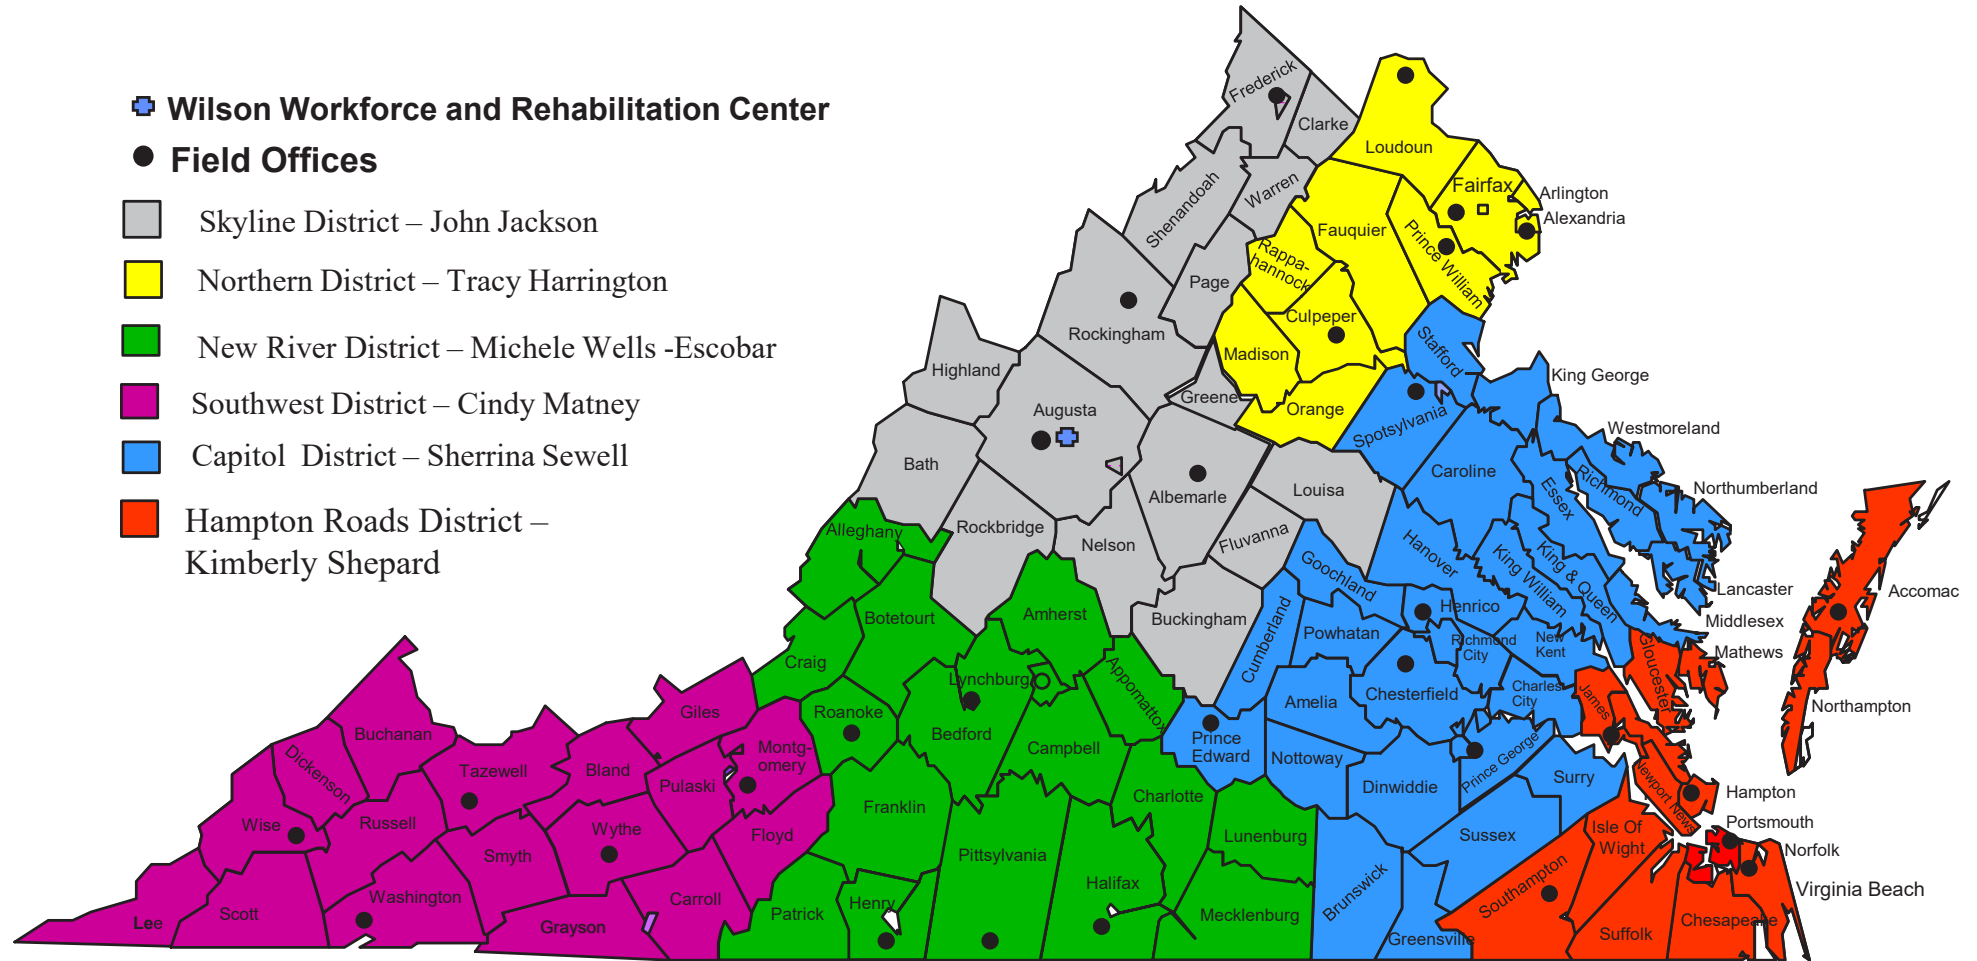 Wilson Workforce and Rehabilitation Center
Field Offices
Skyline District – John Jackson
Northern District – Tracy Harrington
New River District – Michele Wells -Escobar
Southwest District – Cindy Matney
Capitol District – Sherrina Sewell
Hampton Roads District –
Kimberly Shepard
Frederick
Clarke
Loudoun
Shenandoah
Warren
Fairfax
Arlington
Alexandria
Fauquier
Prince William
Rappa-
hannock
Page
Rockingham
Culpeper
Madison
Stafford
Highland
Greene
Orange
King George
Augusta
Spotsylvania
Westmoreland
Bath
Albemarle
Louisa
Caroline
Essex
Richmond
Northumberland
Alleghany
Rockbridge
Nelson
Fluvanna
Hanover
King William
King & Queen
Goochland
Lancaster
Accomac
Botetourt
Amherst
Buckingham
Cumberland
Powhatan
Henrico
Richmond
City
New
Kent
Middlesex
Mathews
Gloucester
Craig
Lynchburg
Appomattox
Amelia
Chesterfield
Charles
City
James
Northampton
Giles
Roanoke
Bedford
Campbell
Prince
Edward
Nottoway
Prince George
Buchanan
Dickenson
Tazewell
Bland
Pulaski
Montg-
omery
Dinwiddie
Surry
Newport News
Hampton
Wise
Russell
Wythe
Floyd
Franklin
Charlotte
Lunenburg
Sussex
Isle Of
Wight
Portsmouth
Norfolk
Smyth
Pittsylvania
Halifax
Brunswick
Southampton
Virginia Beach
Lee
Scott
Washington
Grayson
Carroll
Patrick
Henry
Mecklenburg
Greensville
Suffolk
Chesapeake